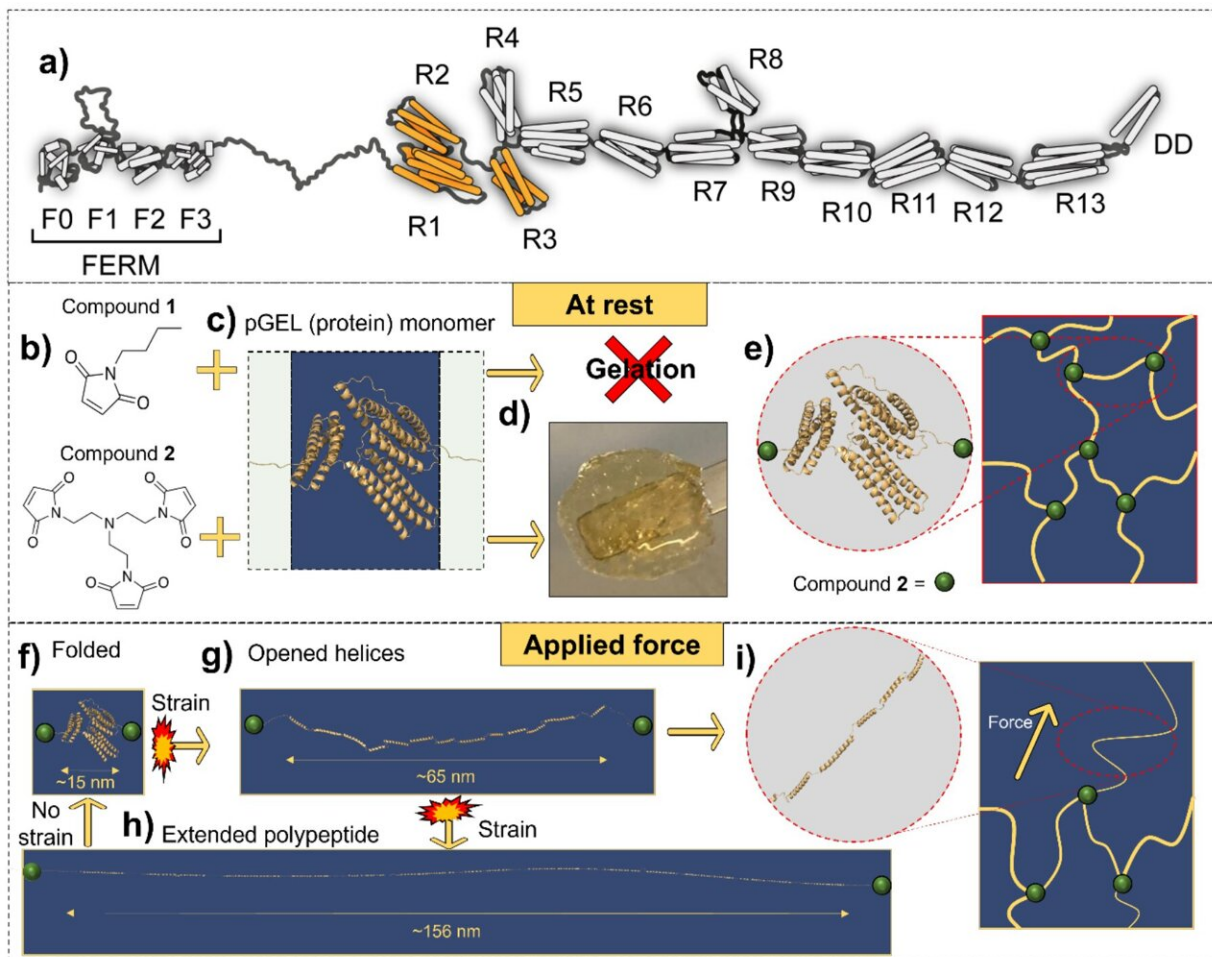 a)
R4
R8
R2
R5
R6
R1
R3
R7
R9
R10
R11
R12
R13
DD
F0 F1 F2 F3
FERM
At rest
b)
Compound 1
N
O
O
Compound 2
O
O
N
N
N
O
O
N
O
O
c) pGEL (protein) monomer
Gelation
d)
e)
Compound 2 =
Applied force
f) Folded
~15 nm
Strain
No
strain
g) Opened helices
~65 nm
Strain
h) Extended polypeptide
~156 nm
i)
Force